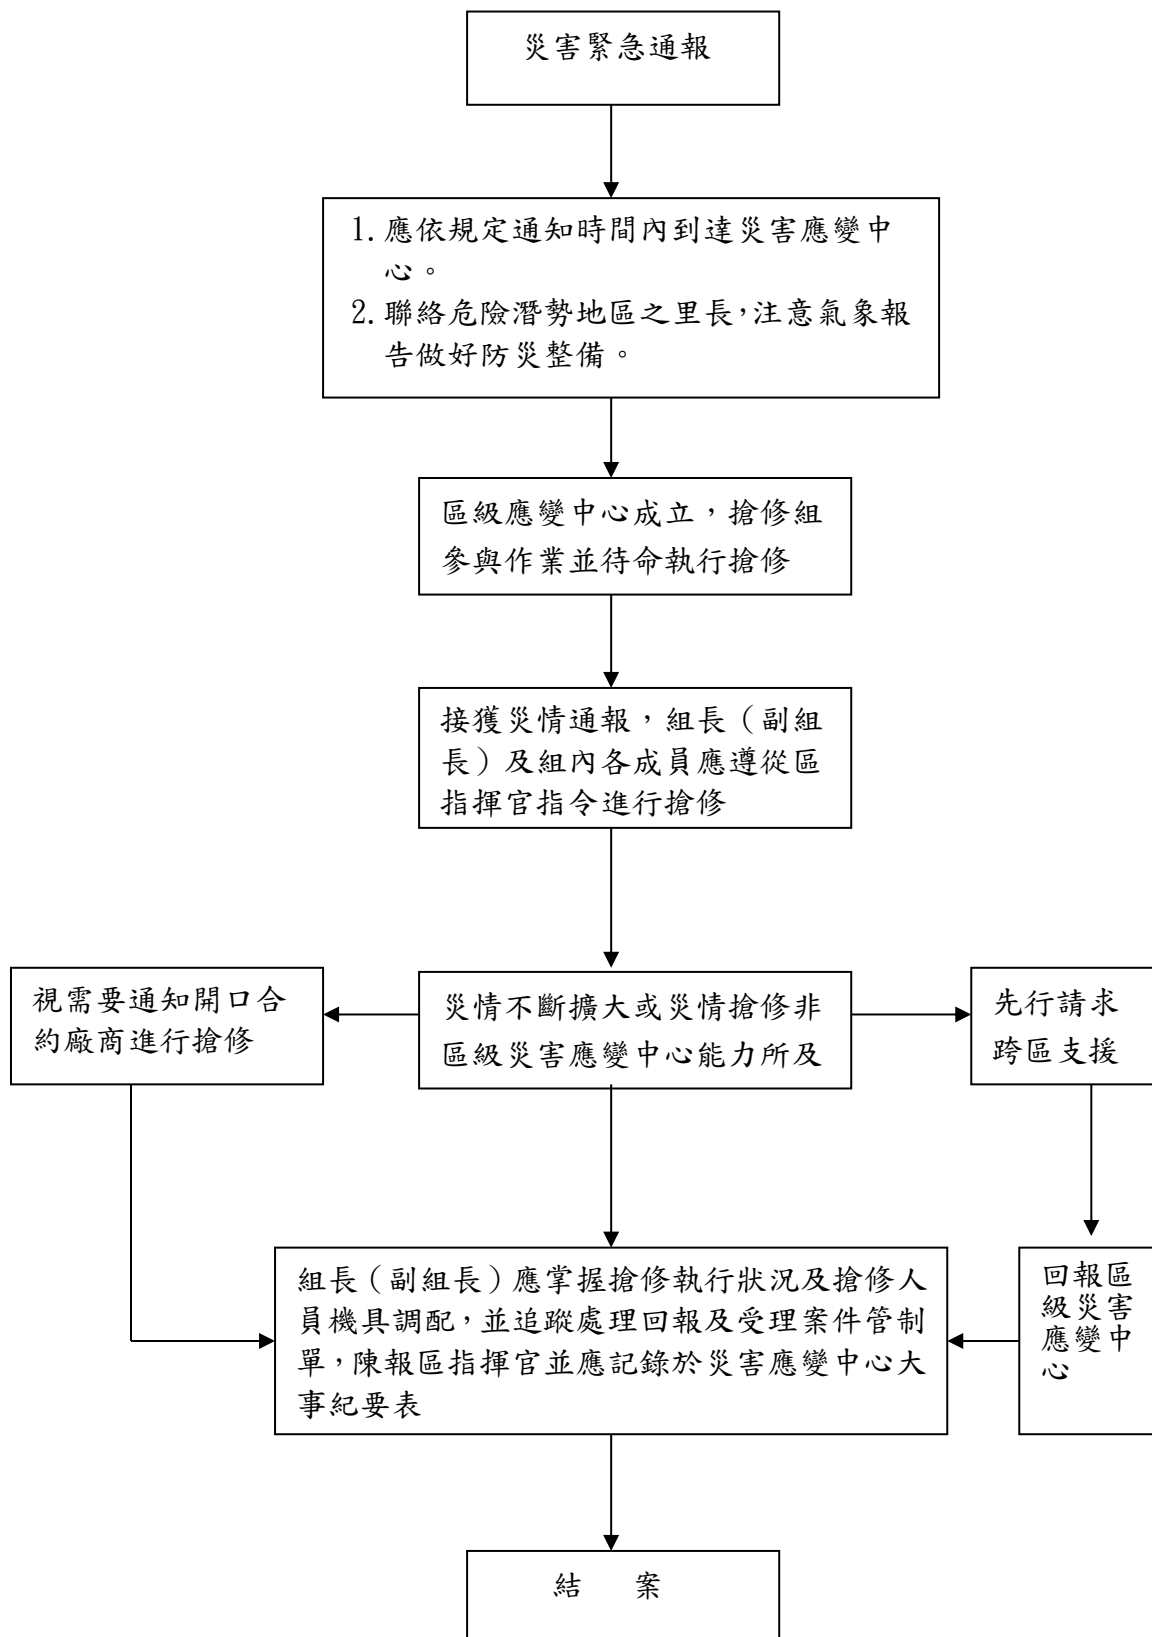 災害緊急通報
1.應依規定通知時間內到達災害應變中
心。
2.聯絡危險潛勢地區之里長,注意氣象報
告做好防災整備。
區級應變中心成立，搶修組
參與作業並待命執行搶修
接獲災情通報，組長（副組
長）及組內各成員應遵從區
指揮官指令進行搶修
視需要通知開口合
約廠商進行搶修
災情不斷擴大或災情搶修非
區級災害應變中心能力所及
先行請求
跨區支援
組長（副組長）應掌握搶修執行狀況及搶修人
員機具調配,並追蹤處理回報及受理案件管制
單，陳報區指揮官並應記錄於災害應變中心大
事紀要表
回報區
級災害
應變中
心
結　案